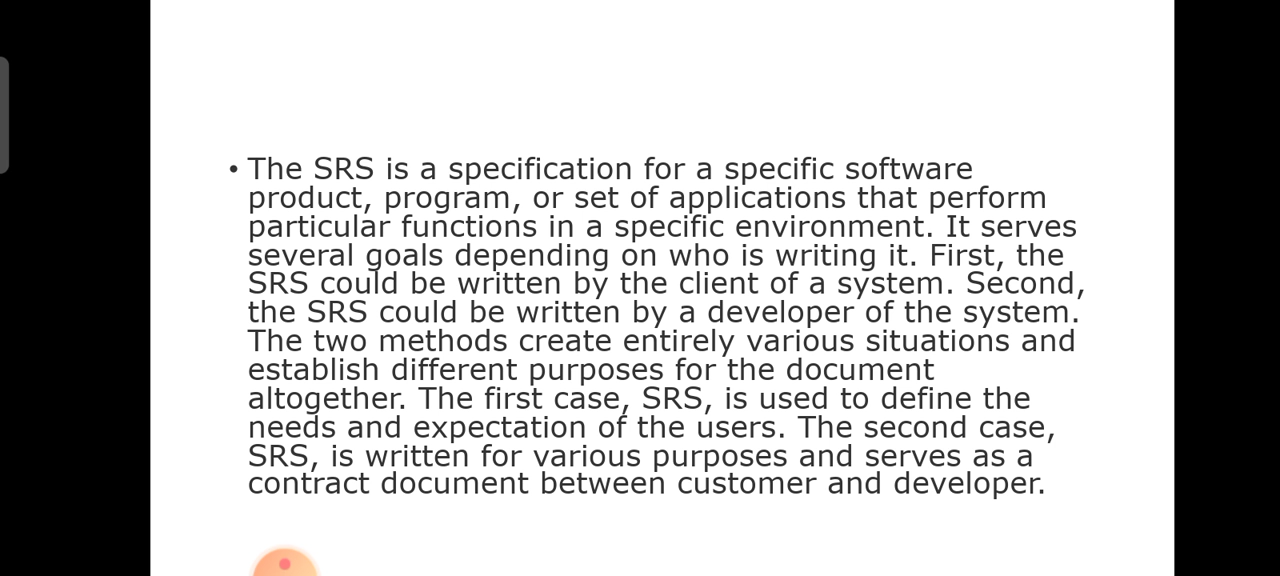 • The SRS is a specification for a specific software
product, program, or set of applications that perform
particular functions in a specific environment. It serves
several goals depending on who is writing it. First, the
SRS could be written by the client of a system. Second,
the SRS could be written by a developer of the system.
The two methods create entirely various situations and
establish different purposes for the document
altogether. The first case, SRS, is used to define the
needs and expectation of the users. The second case,
SRS, is written for various purposes and serves as a
contract document between customer and developer.